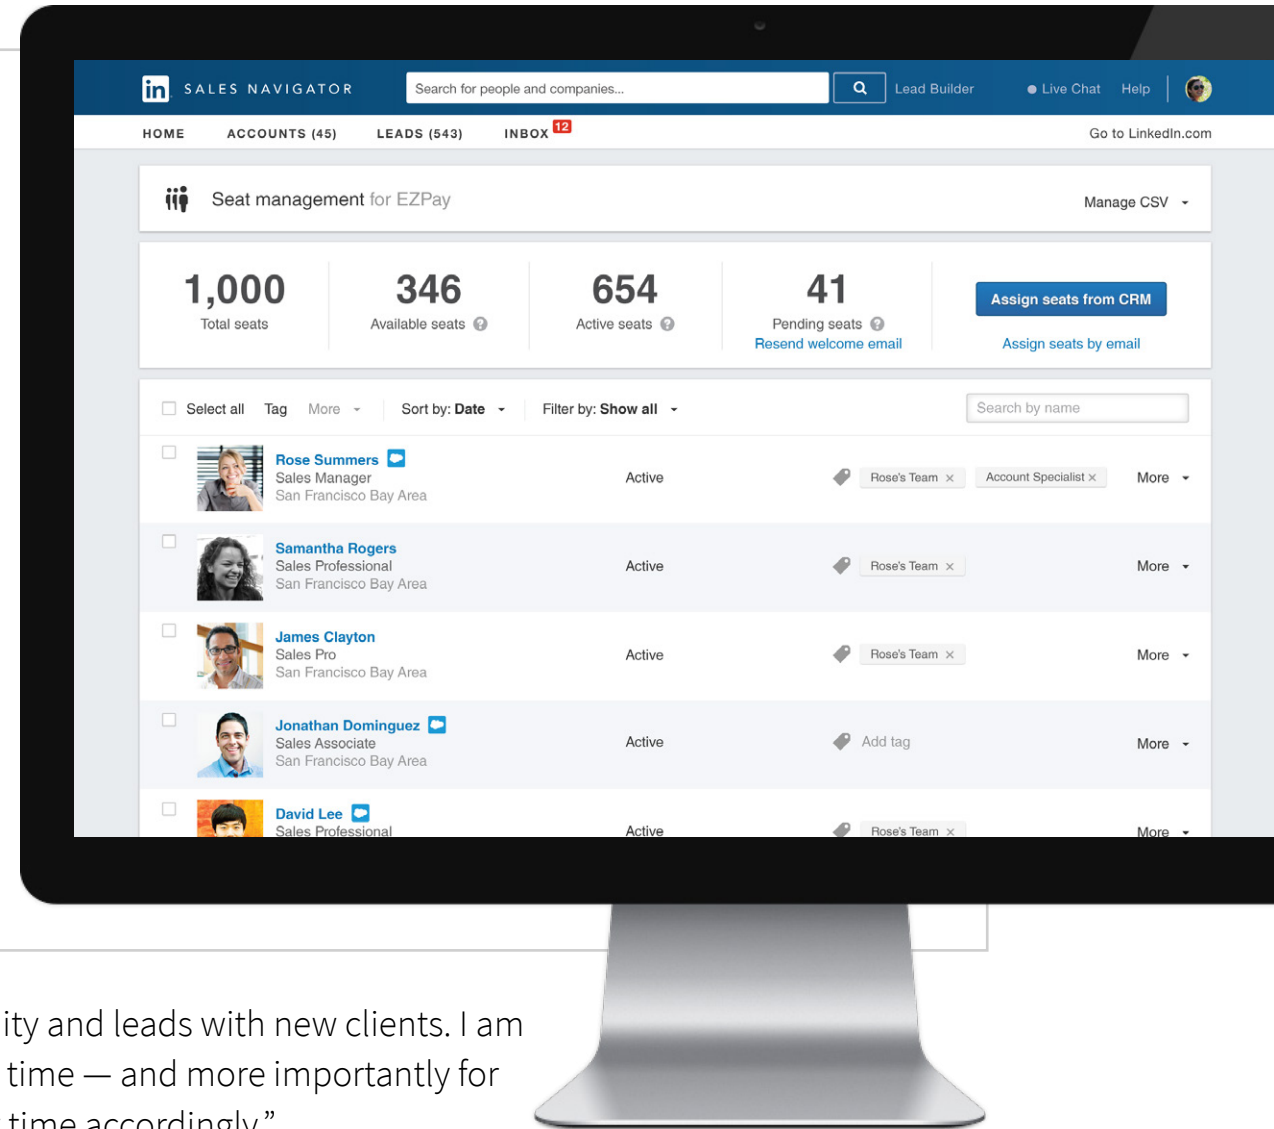 in SALES NAVIGATOR Search for people and companies... Lead Builder Live Chat Help
HOME ACCOUNTS (45) LEADS (543) INBOX 12 Go to LinkedIn.com
Seat management for EZPay Manage CSV
1,000 346 654 41
Total seats Available seats ? Active seats ? Pending seats ?
Resend welcome email
Assign seats from CRM
Assign seats by email
Select all Tag More Sort by: Date Filter by: Show all Search by name
Rose Summers
Sales Manager Active Rose's Team × Account Specialist × More
San Francisco Bay Area
Samantha Rogers
Sales Professional Active Rose's Team × More
San Francisco Bay Area
James Clayton
Sales Pro Active Rose's Team × More
San Francisco Bay Area
Jonathan Dominguez
Sales Associate Active Add tag More
San Francisco Bay Area
David Lee
Sales Professional Active Rose's Team × More
ity and leads with new clients. I am
time — and more importantly for
time accordingly.”